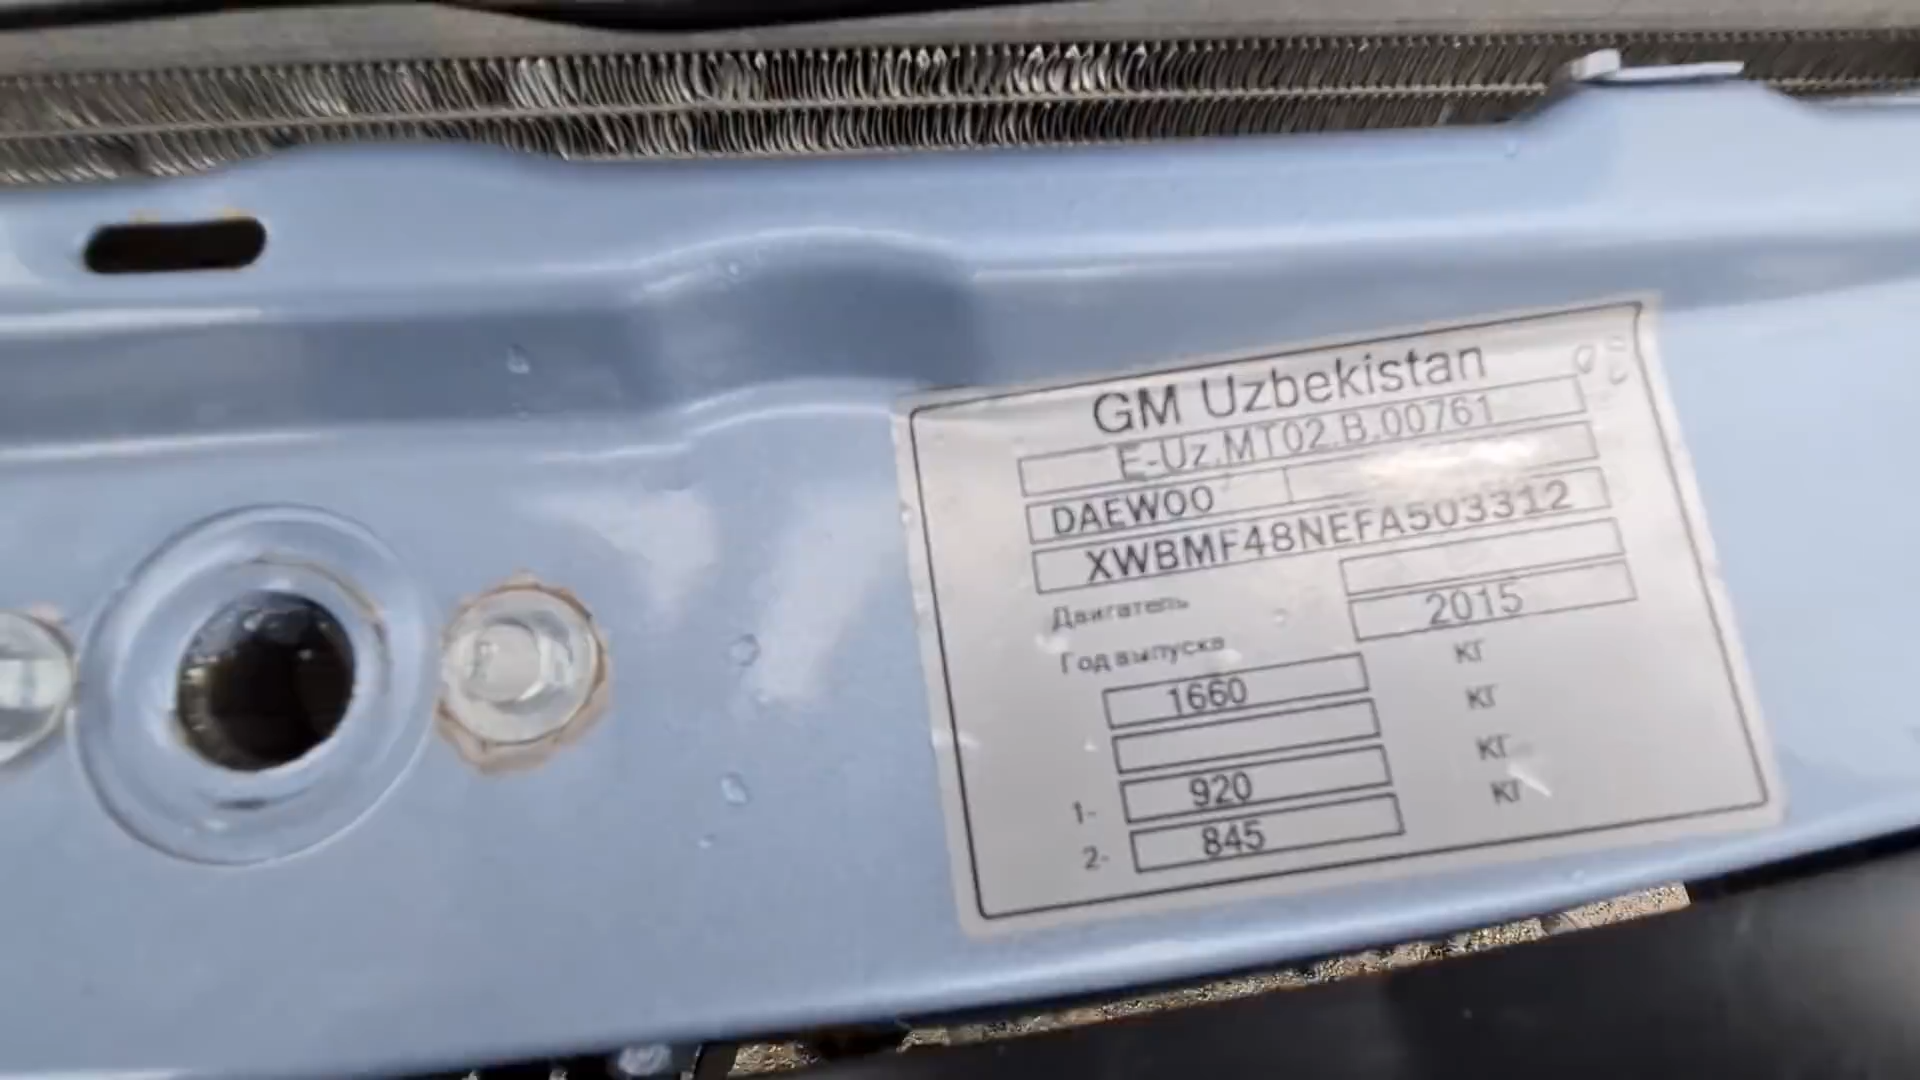 GM Uzbekistan
E-Uz.MT02.B.00761
DAEWOO
XWBMF48NEFA503312
Двигатель
Год выпуска 2015
1660 кг
кг
1- 920 кг
2- 845 кг